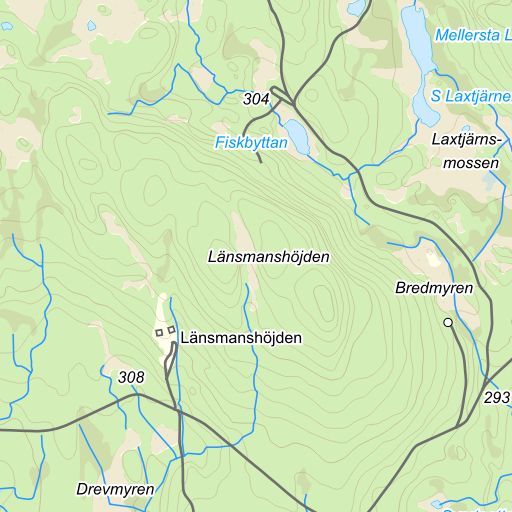 Mellersta L
S Laxtjärne
304
Fiskbyttan
Laxtjärns-
mossen
Länsmanshöjden
Bredmyren
Länsmanshöjden
308
293
Drevmyren